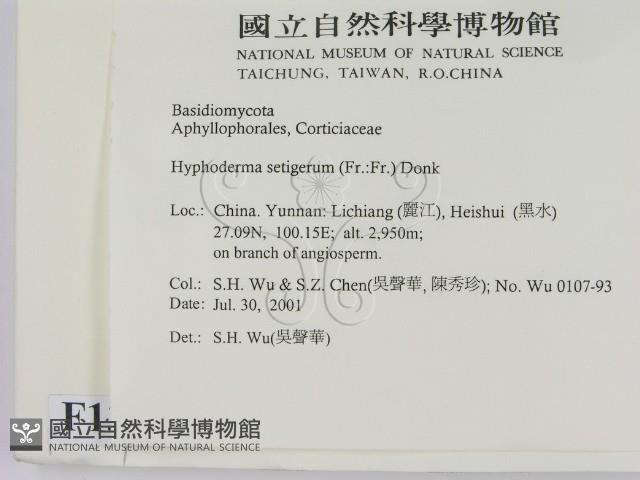 國立自然科學博物館
NATIONAL MUSEUM OF NATURAL SCIENCE
TAICHUNG, TAIWAN, R.O.CHINA
Basidiomycota
Aphyllophorales, Corticiaceae
Hyphoderma setigerum (Fr.:Fr.) Donk
Loc.: China. Yunnan: Lichiang (麗江), Heishui (黑水)
27.09N, 100.15E; alt. 2,950m;
on branch of angiosperm.
Col.: S.H. Wu & S.Z. Chen(吳聲華, 陳秀珍); No. Wu 0107-93
Date: Jul. 30, 2001
Det.: S.H. Wu(吳聲華)
F1
國立自然科學博物館
NATIONAL MUSEUM OF NATURAL SCIENCE